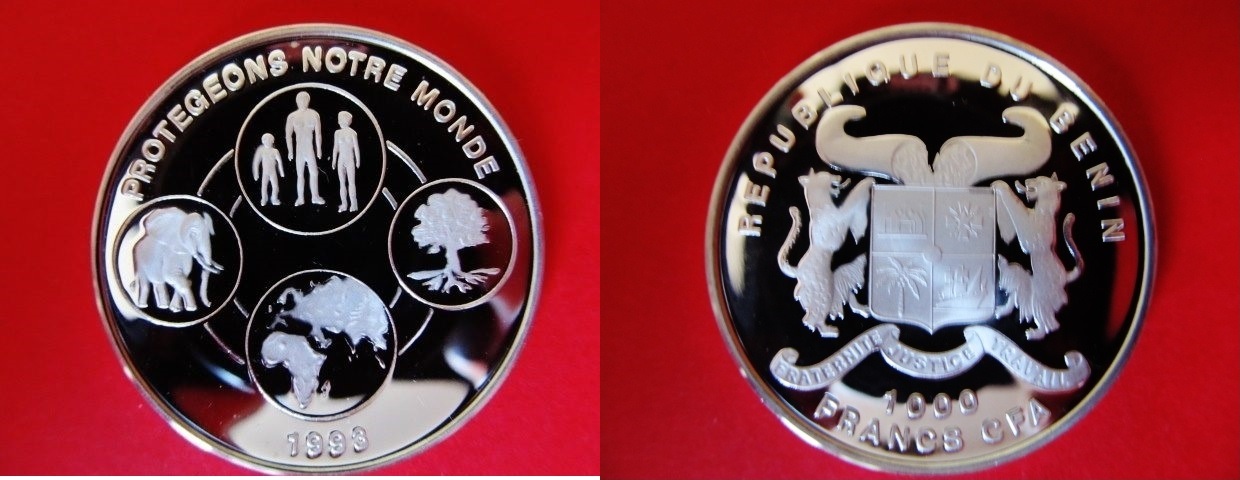 PROTEGEONS NOTRE MONDE
1993
REPUBLIQUE DU BENIN
FRATERNITE JUSTICE TRAVAIL
1000
FRANCS CFA